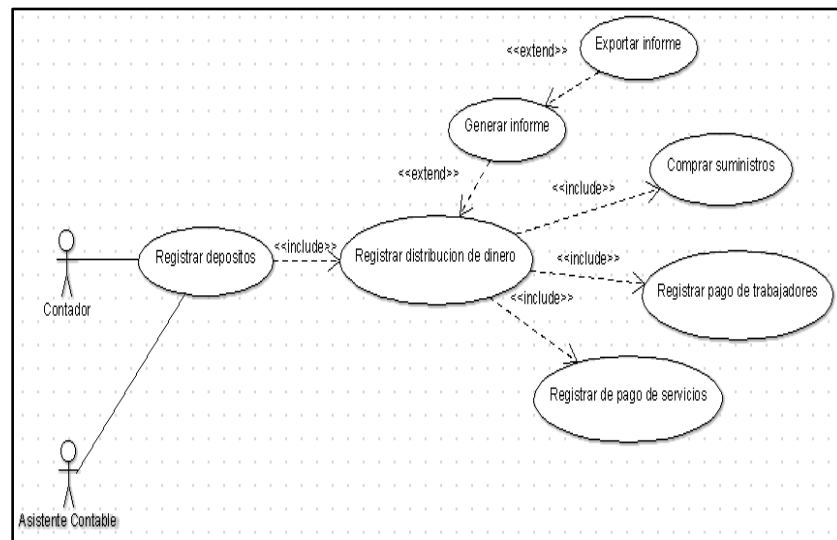 Exportar informe
<<extend>>
Generar informe
<<extend>>
Comprar suministros
<<include>>
Registrar depositos
<<include>>
Registrar distribucion de dinero
<<include>>
Registrar pago de trabajadores
<<include>>
Contador
Registrar de pago de servicios
Asistente Contable